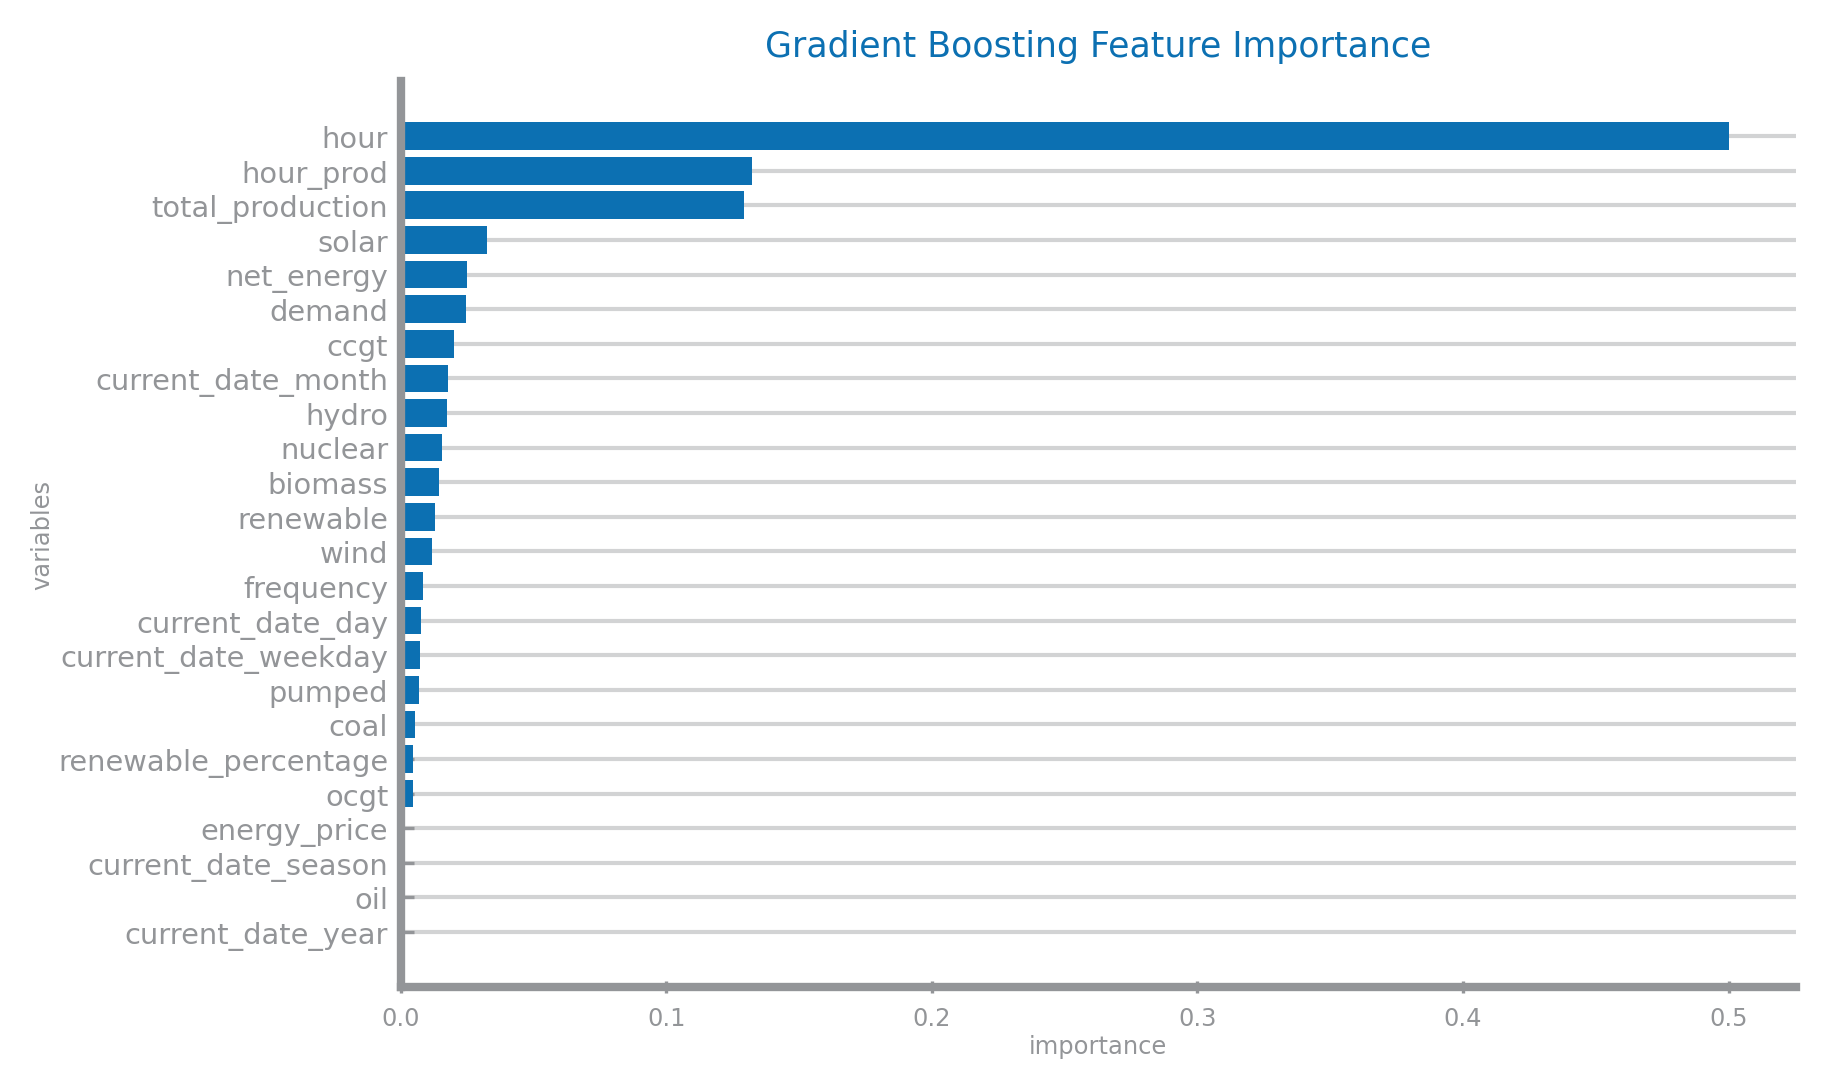 Gradient Boosting Feature Importance
variables
hour
hour_prod
total_production
solar
net_energy
demand
ccgt
current_date_month
hydro
nuclear
biomass
renewable
wind
frequency
current_date_day
current_date_weekday
pumped
coal
renewable_percentage
ocgt
energy_price
current_date_season
oil
current_date_year
0.0 0.1 0.2 0.3 0.4 0.5
importance